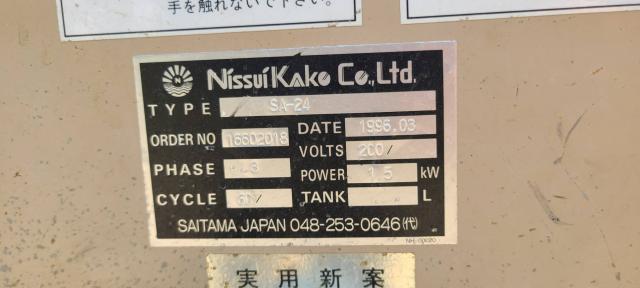 手を触れないで下さい。
Nissui Kako Co.,Ltd.
TYPE SA-24
ORDER NO 16602018 DATE 1996.03
PHASE 3 VOLTS 200/
CYCLE POWER 1.5 kW
TANK L
SAITAMA JAPAN 048-253-0646 (代)
実用新案